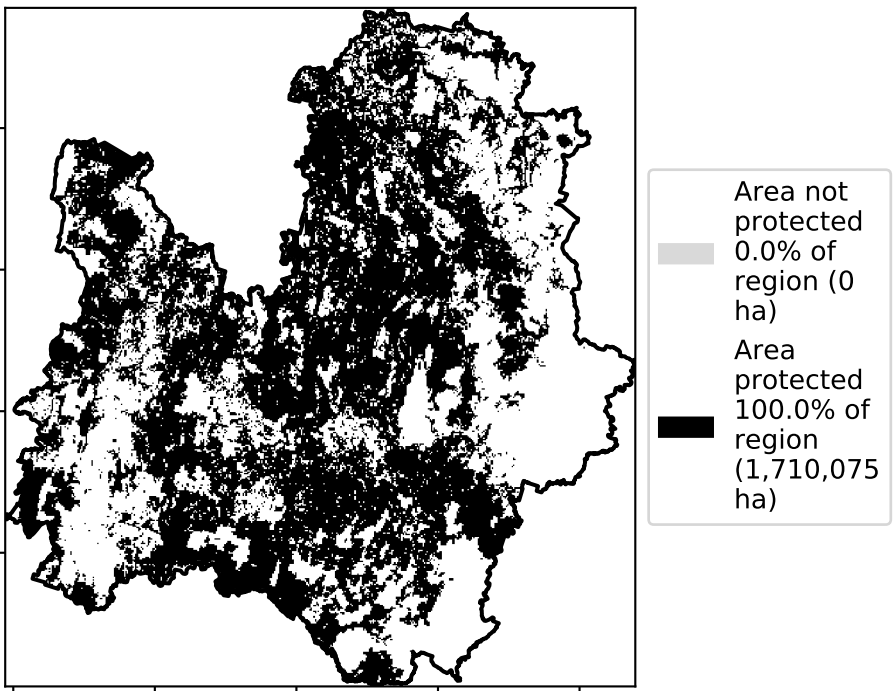 Area not
protected
0.0% of
region (0
ha)
Area
protected
100.0% of
region
(1,710,075
ha)